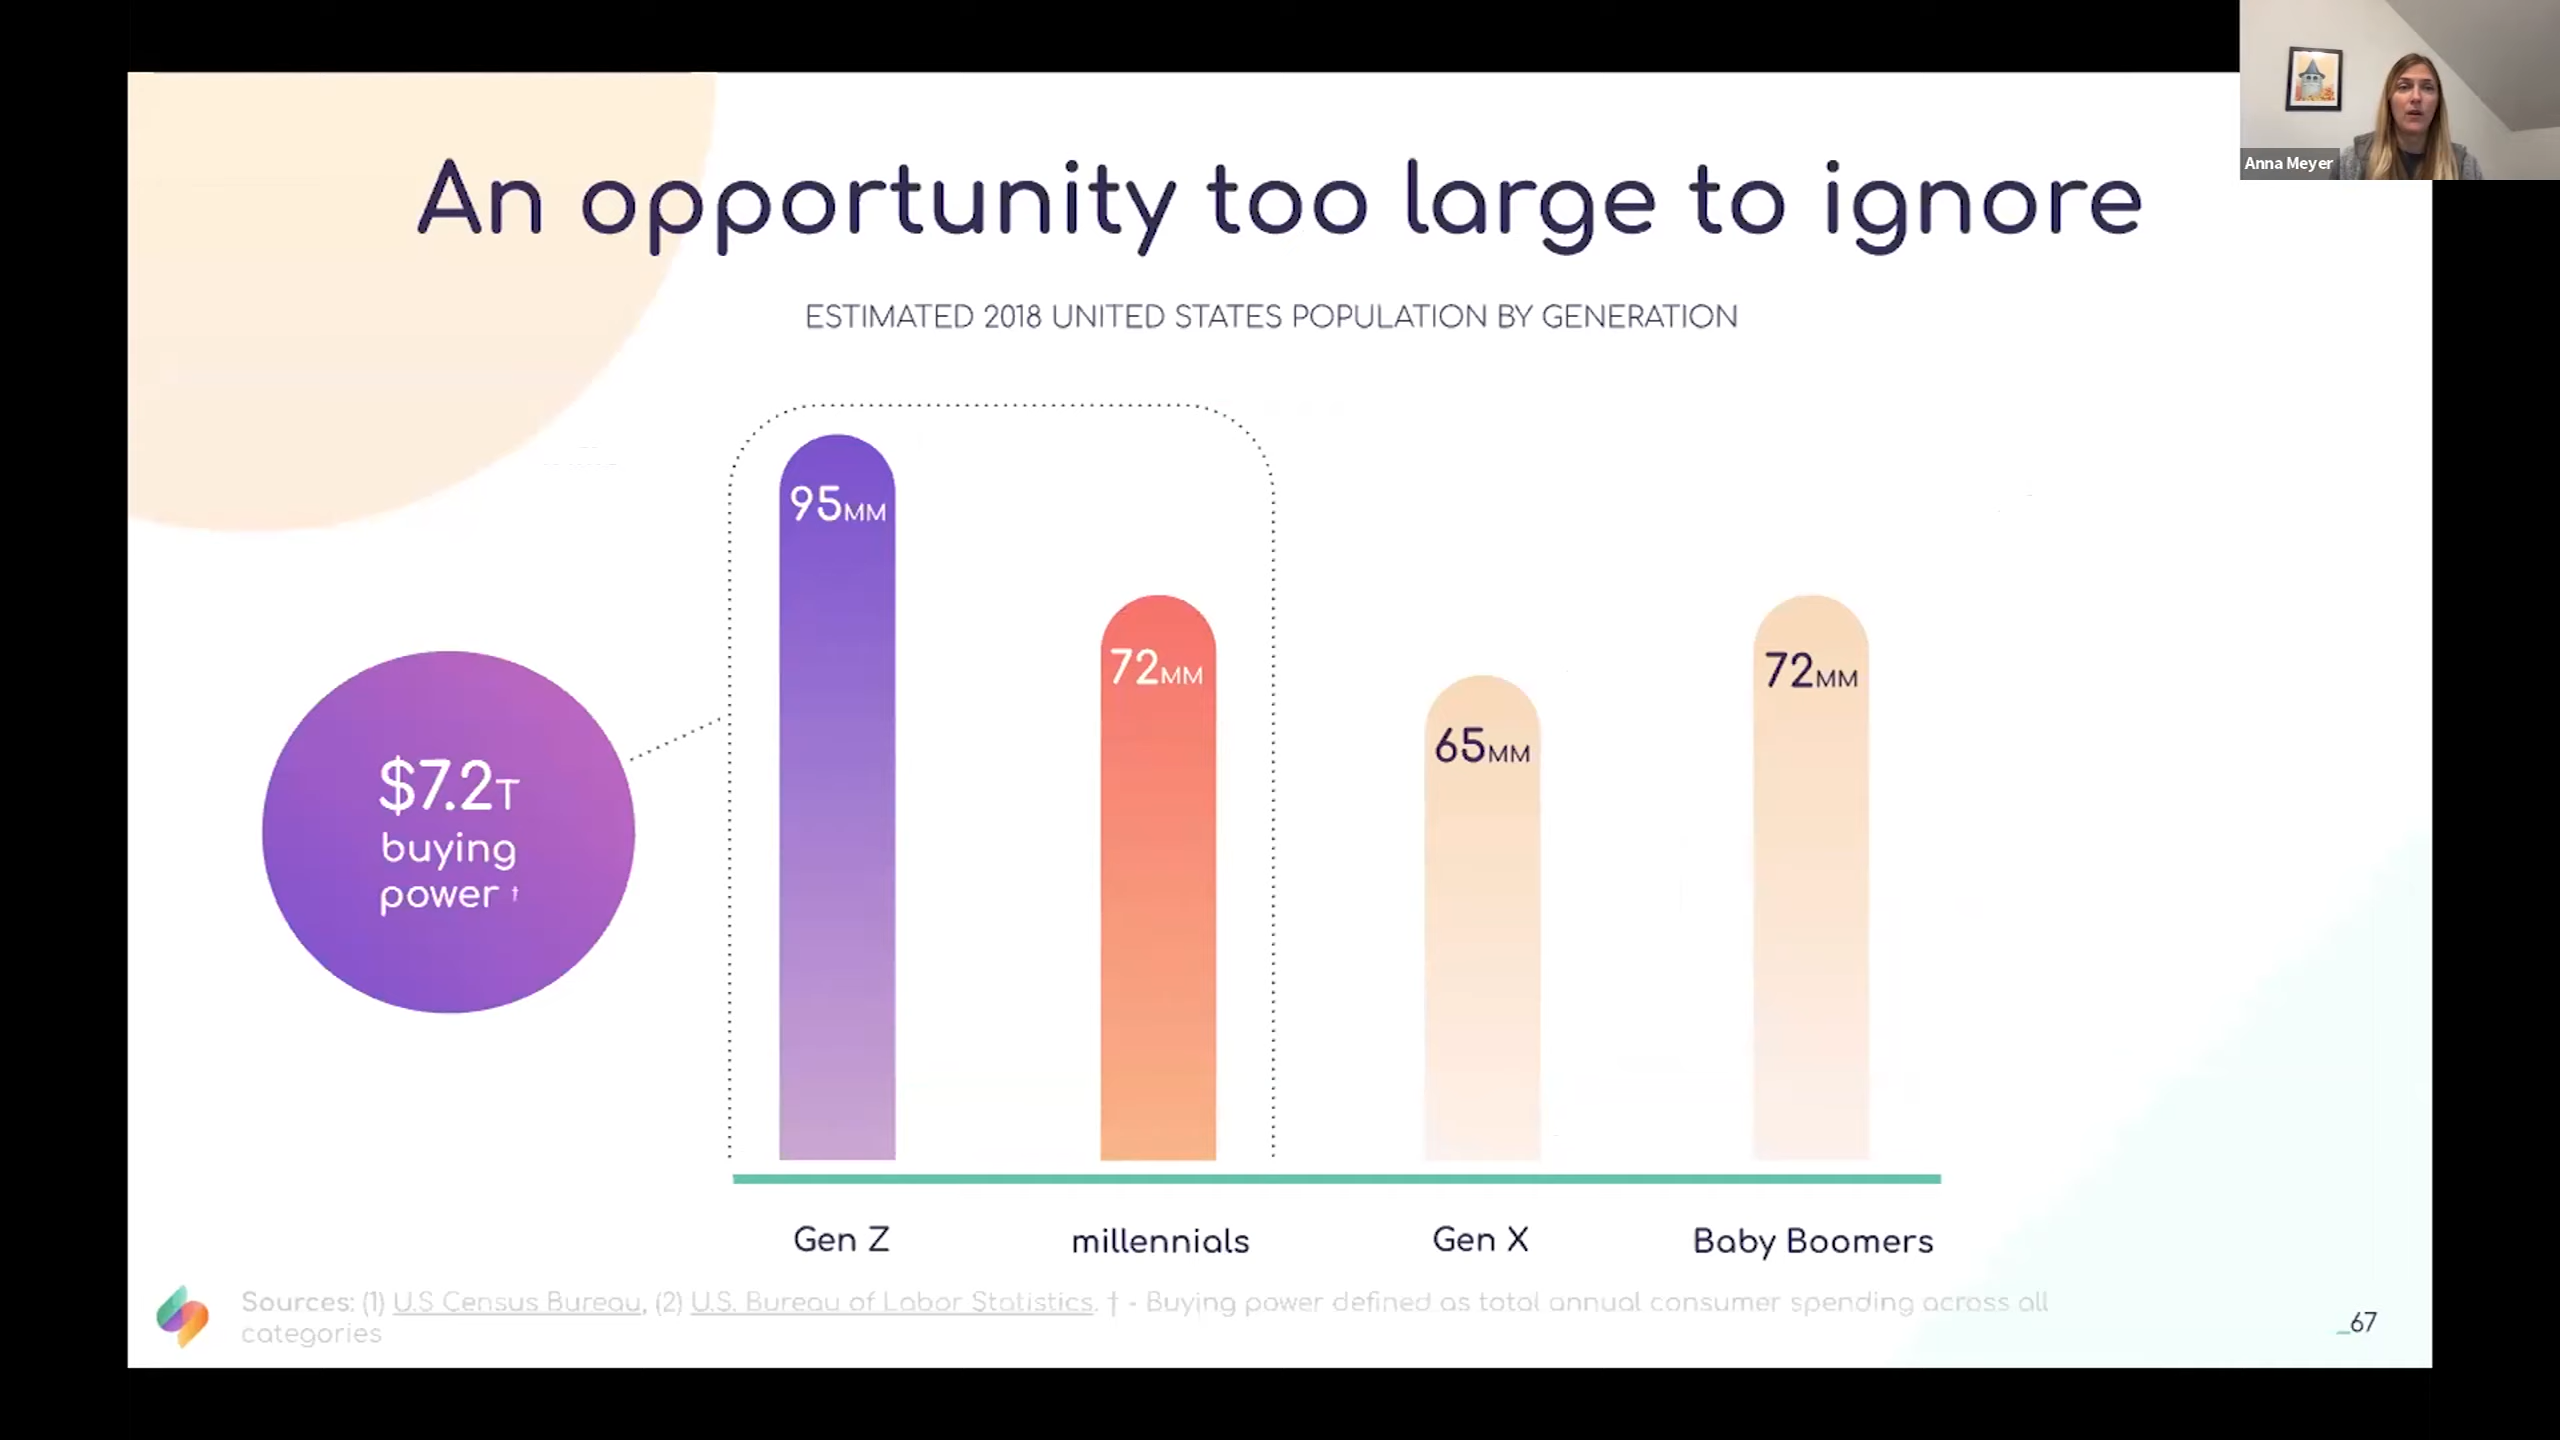 Anna Meyer
An opportunity too large to ignore
ESTIMATED 2018 UNITED STATES POPULATION BY GENERATION
95MM
72MM
65MM
72MM
$7.2T
buying
power †
Gen Z
millennials
Gen X
Baby Boomers
Sources: (1) U.S Census Bureau, (2) U.S. Bureau of Labor Statistics. † - Buying power defined as total annual consumer spending across all
categories
_67